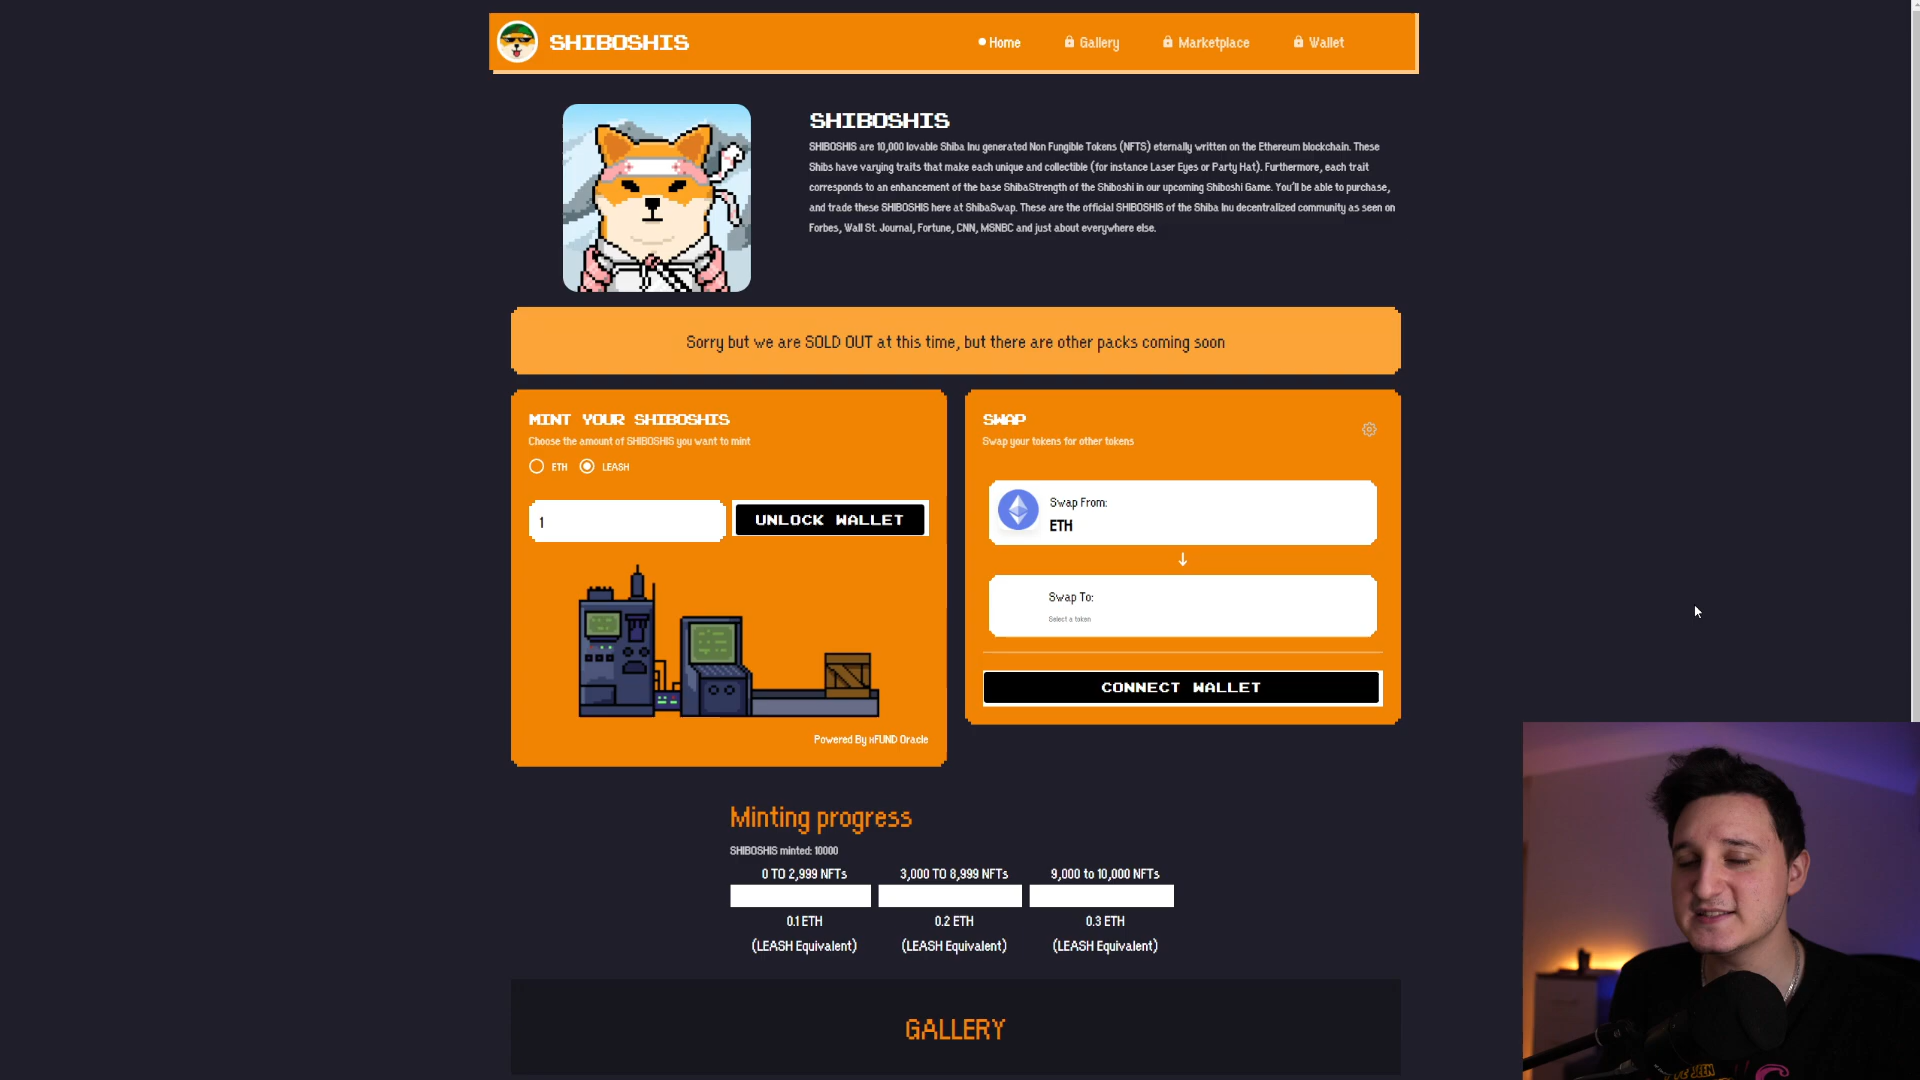 SHIBOSHIS
Home
Gallery
Marketplace
Wallet
SHIBOSHIS
SHIBOSHIS are 10,000 lovable Shiba Inu generated Non Fungible Tokens (NFTS) eternally written on the Ethereum blockchain. These
Shibs have varying traits that make each unique and collectible (for instance Laser Eyes or Party Hat). Furthermore, each trait
corresponds to an enhancement of the base ShibaStrength of the Shiboshi in our upcoming Shiboshi Game. You'll be able to purchase,
and trade these SHIBOSHIS here at ShibaSwap. These are the official SHIBOSHIS of the Shiba Inu decentralized community as seen on
Forbes, Wall St. Journal, Fortune, CNN, MSNBC and just about everywhere else.
Sorry but we are SOLD OUT at this time, but there are other packs coming soon
MINT YOUR SHIBOSHIS
Choose the amount of SHIBOSHIS you want to mint
ETH
LEASH
1
UNLOCK WALLET
Powered By xFUND Oracle
SWAP
Swap your tokens for other tokens
Swap From:
ETH
Swap To:
Select a token
CONNECT WALLET
Minting progress
SHIBOSHIS minted: 10000
0 TO 2,999 NFTs
3,000 TO 8,999 NFTs
9,000 to 10,000 NFTs
0.1 ETH
0.2 ETH
0.3 ETH
(LEASH Equivalent)
(LEASH Equivalent)
(LEASH Equivalent)
GALLERY